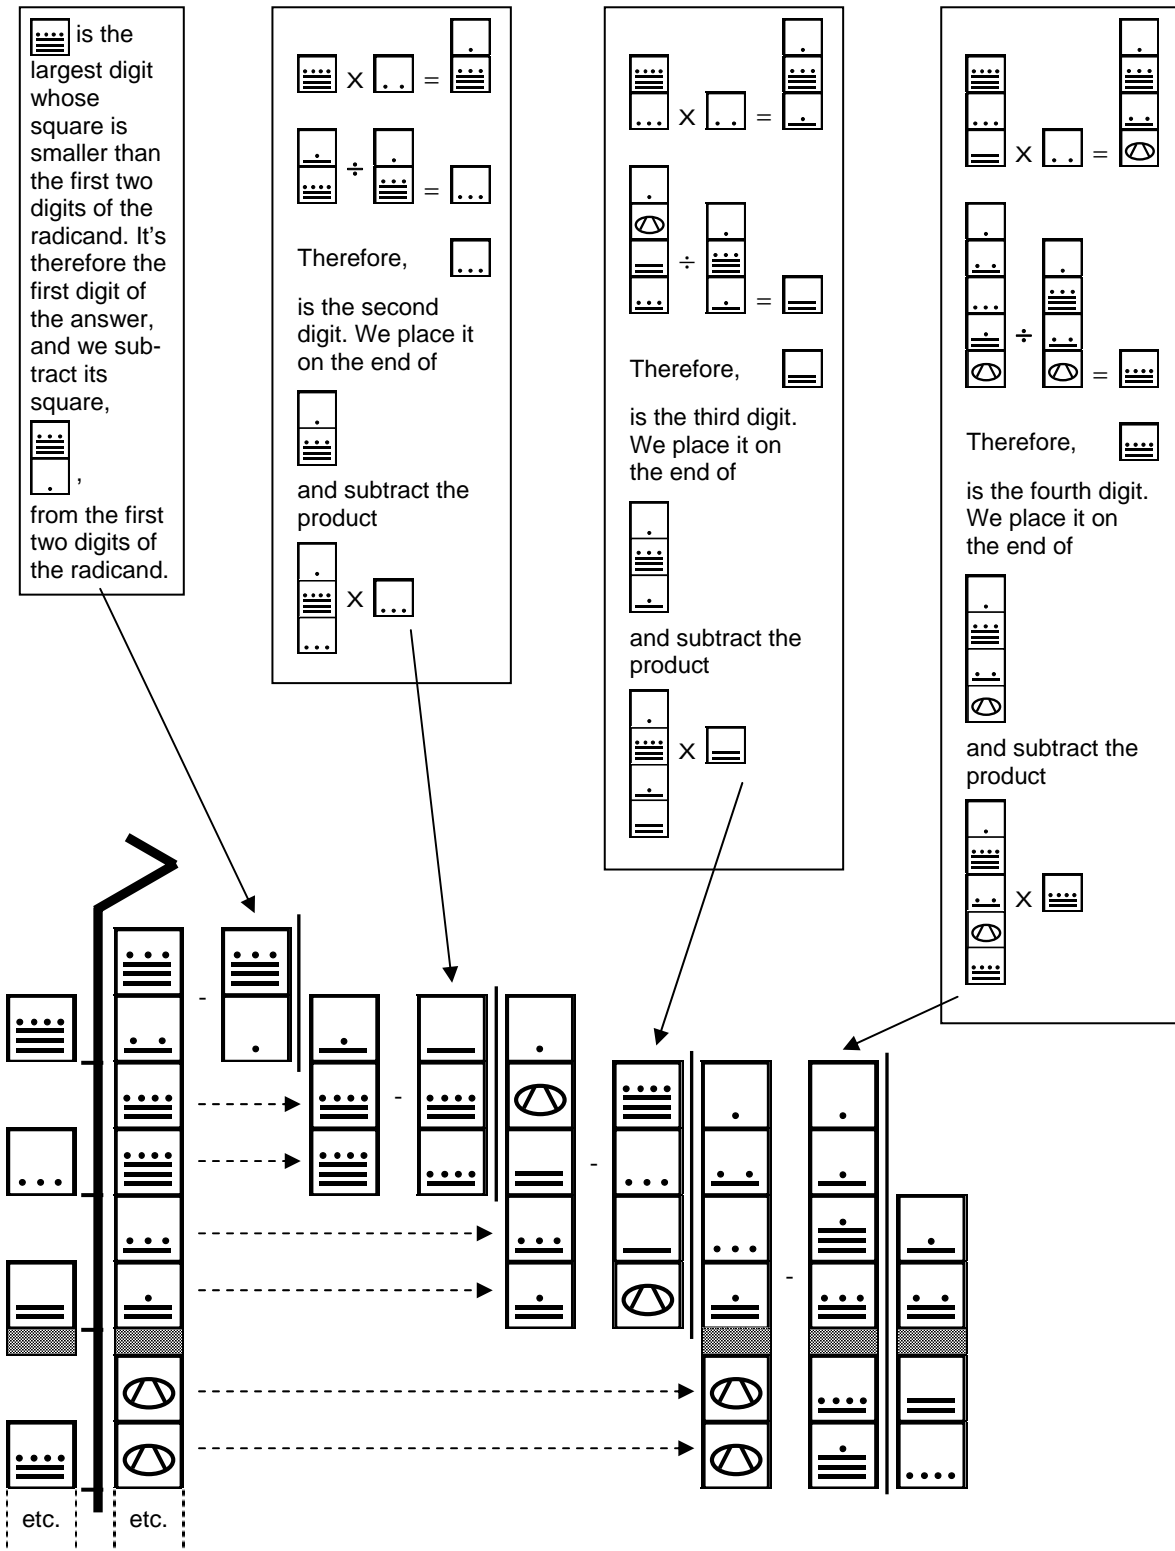 is the
largest digit
whose
square is
smaller than
the first two
digits of the
radicand. It's
therefore the
first digit of
the answer,
and we sub-
tract its
square,
,
from the first
two digits of
the radicand.
X =
÷ =
Therefore,
is the second
digit. We place it
on the end of
and subtract the
product
X
X =
÷ =
Therefore,
is the third digit.
We place it on
the end of
and subtract the
product
X
X =
÷ =
Therefore,
is the fourth digit.
We place it on
the end of
and subtract the
product
X
-
-
-
-
etc. etc.